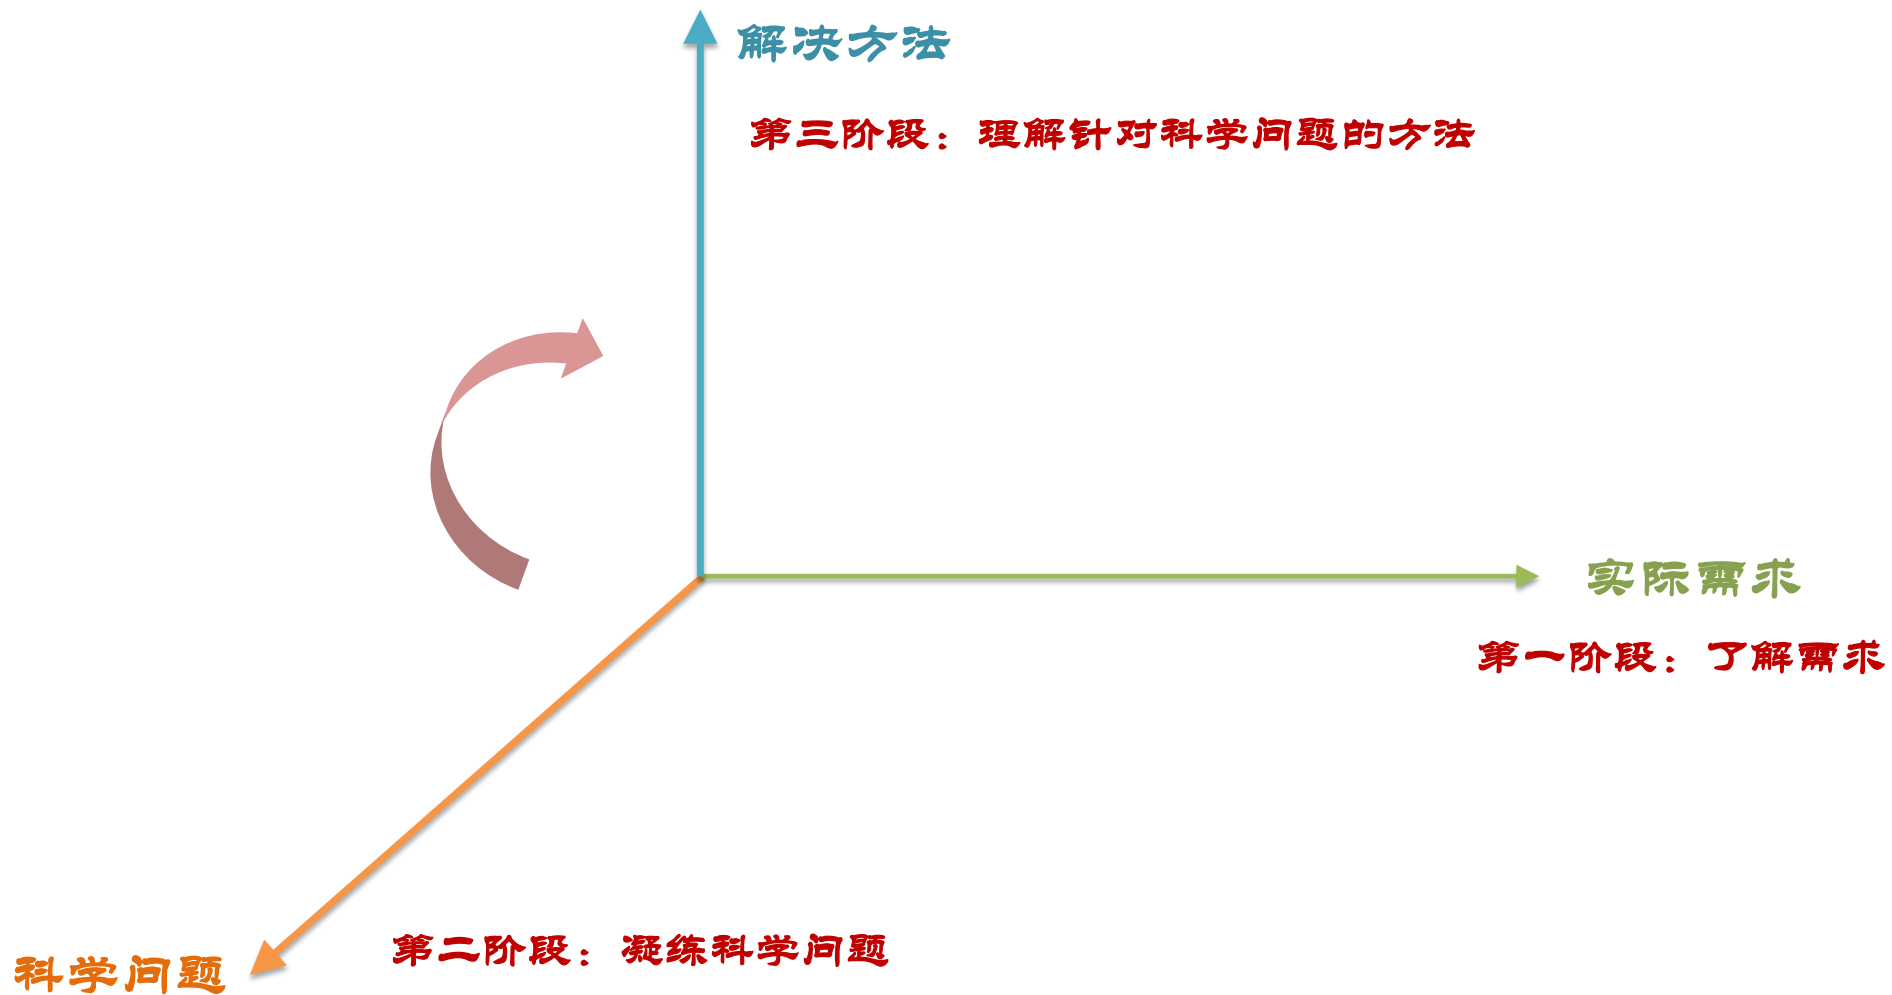 解决方法
第三阶段：理解针对科学问题的方法
实际需求
第一阶段：了解需求
第二阶段：凝练科学问题
科学问题